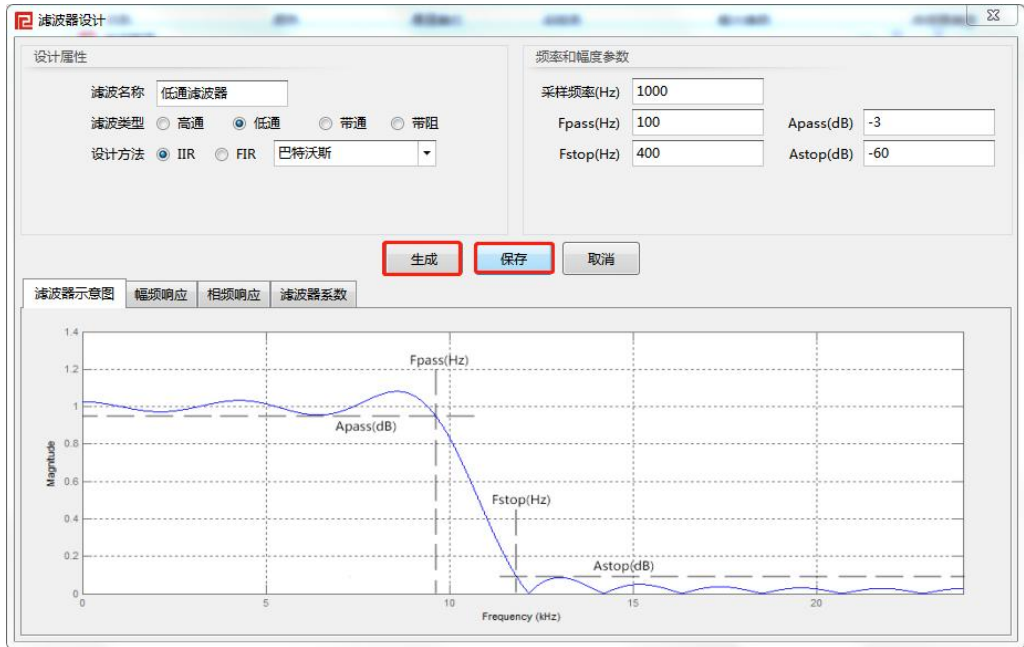 滤波器设计
设计属性
滤波名称 低通滤波器
滤波类型 高通 低通 带通 带阻
设计方法 IIR FIR 巴特沃斯
频率和幅度参数
采样频率(Hz) 1000
Fpass(Hz) 100 Apass(dB) -3
Fstop(Hz) 400 Astop(dB) -60
生成 保存 取消
滤波器示意图 幅频响应 相频响应 滤波器系数
1.4
Fpass(Hz)
1.2
1
Apass(dB)
0.8
Magnitude
0.6
Fstop(Hz)
0.4
0.2
Astop(dB)
0
0 5 10 15 20
Frequency (kHz)